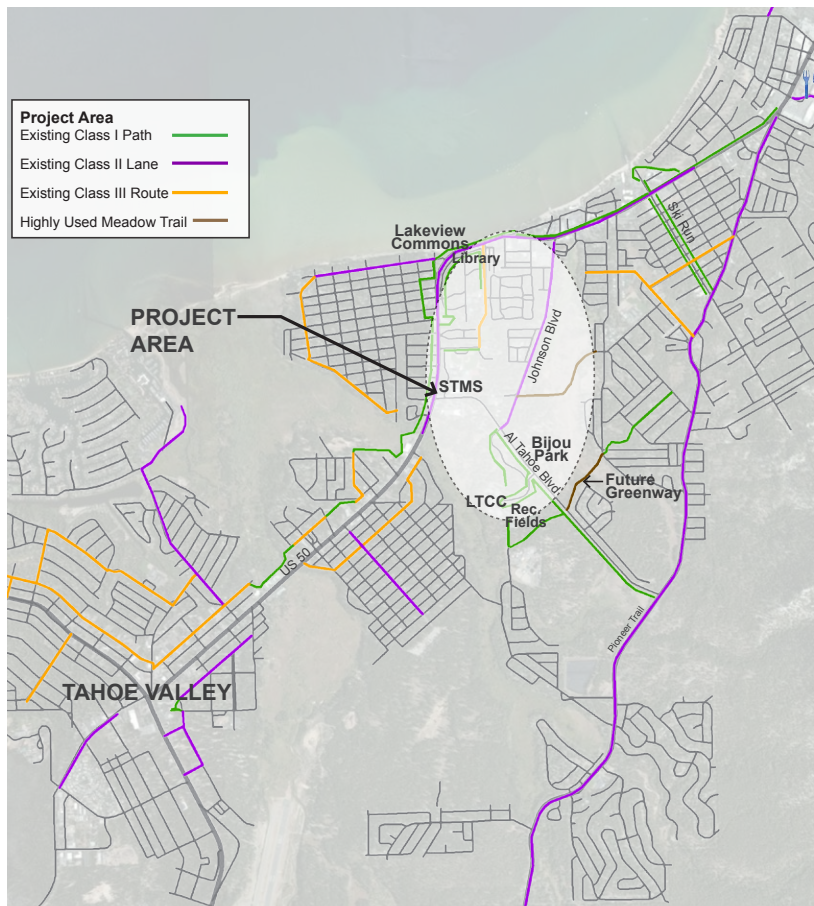 Project Area
Existing Class I Path
Existing Class II Lane
Existing Class III Route
Highly Used Meadow Trail
Lakeview
Commons
Library
Ski Run
PROJECT
AREA
Johnson Blvd
STMS
Al Tahoe Blvd
Bijou
Park
Future
Greenway
LTCC
Rec
Fields
US 50
Pioneer Trail
TAHOE VALLEY